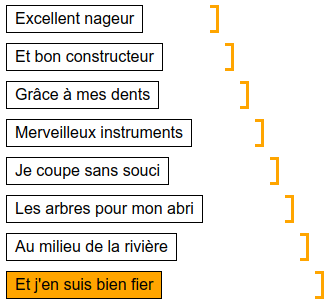 Excellent nageur
Et bon constructeur
Grâce à mes dents
Merveilleux instruments
Je coupe sans souci
Les arbres pour mon abri
Au milieu de la rivière
Et j'en suis bien fier